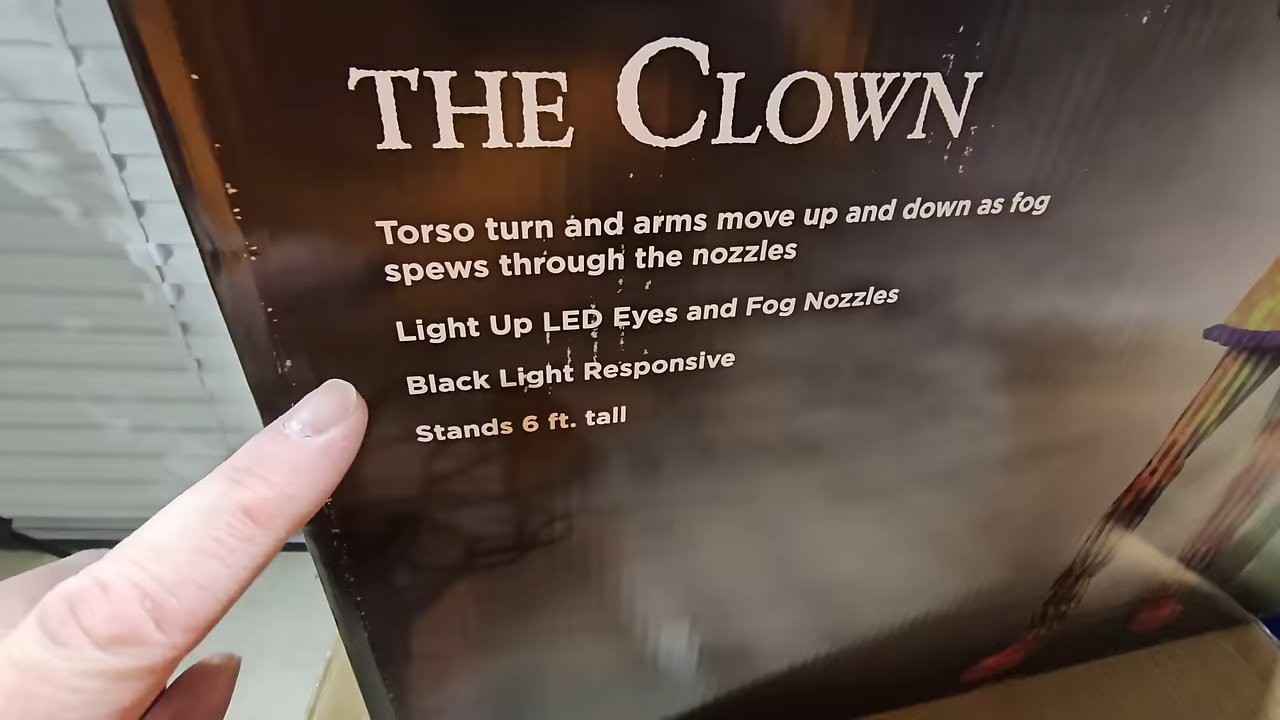 THE CLOWN
Torso turn and arms move up and down as fog
spews through the nozzles
Light Up LED Eyes and Fog Nozzles
Black Light Responsive
Stands 6 ft. tall